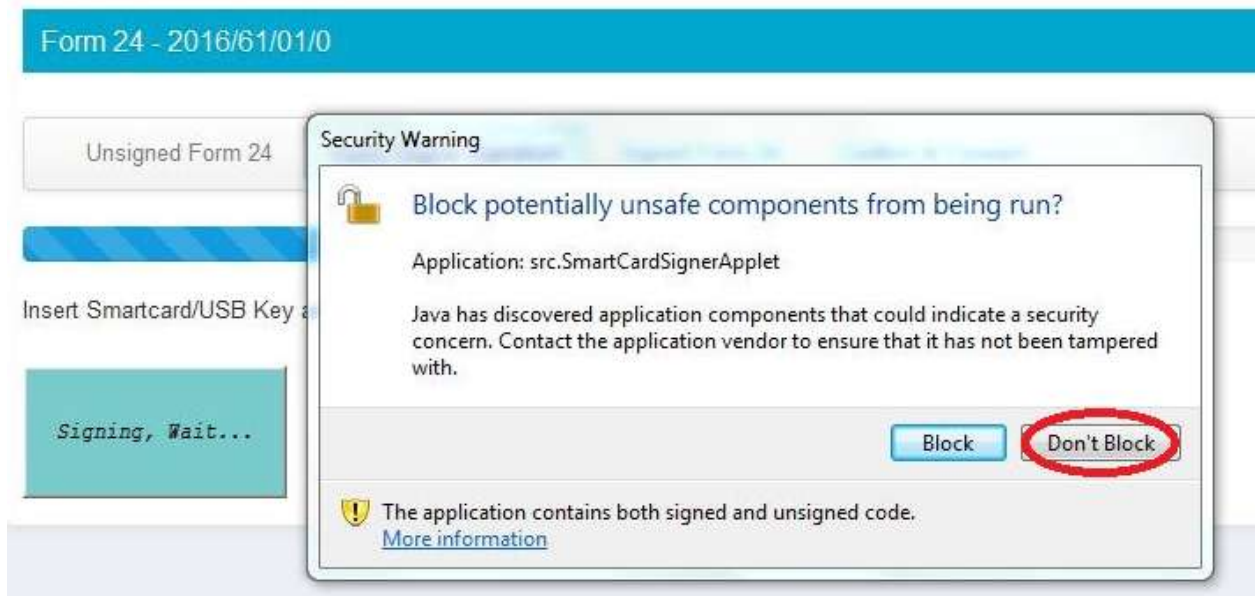 Form 24 - 2016/61/01/0
Unsigned Form 24
Security Warning
Block potentially unsafe components from being run?
Application: src.SmartCardSignerApplet
Insert Smartcard/USB Key
Java has discovered application components that could indicate a security
concern. Contact the application vendor to ensure that it has not been tampered
with.
Signing, Wait...
Block
Don't Block
The application contains both signed and unsigned code.
More information